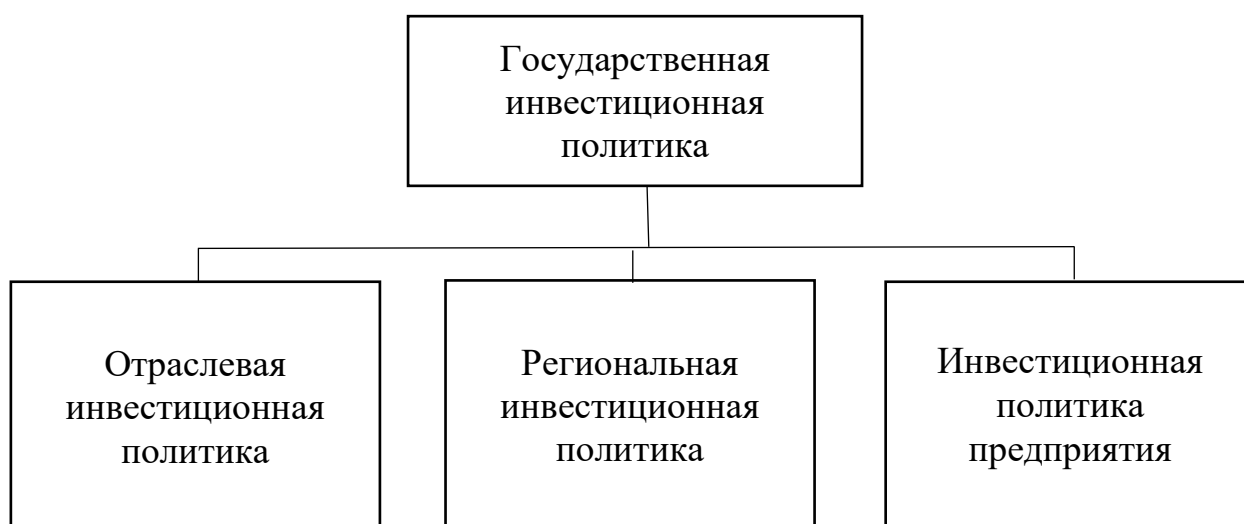 Государственная
инвестиционная
политика
Отраслевая
инвестиционная
политика
Региональная
инвестиционная
политика
Инвестиционная
политика
предприятия